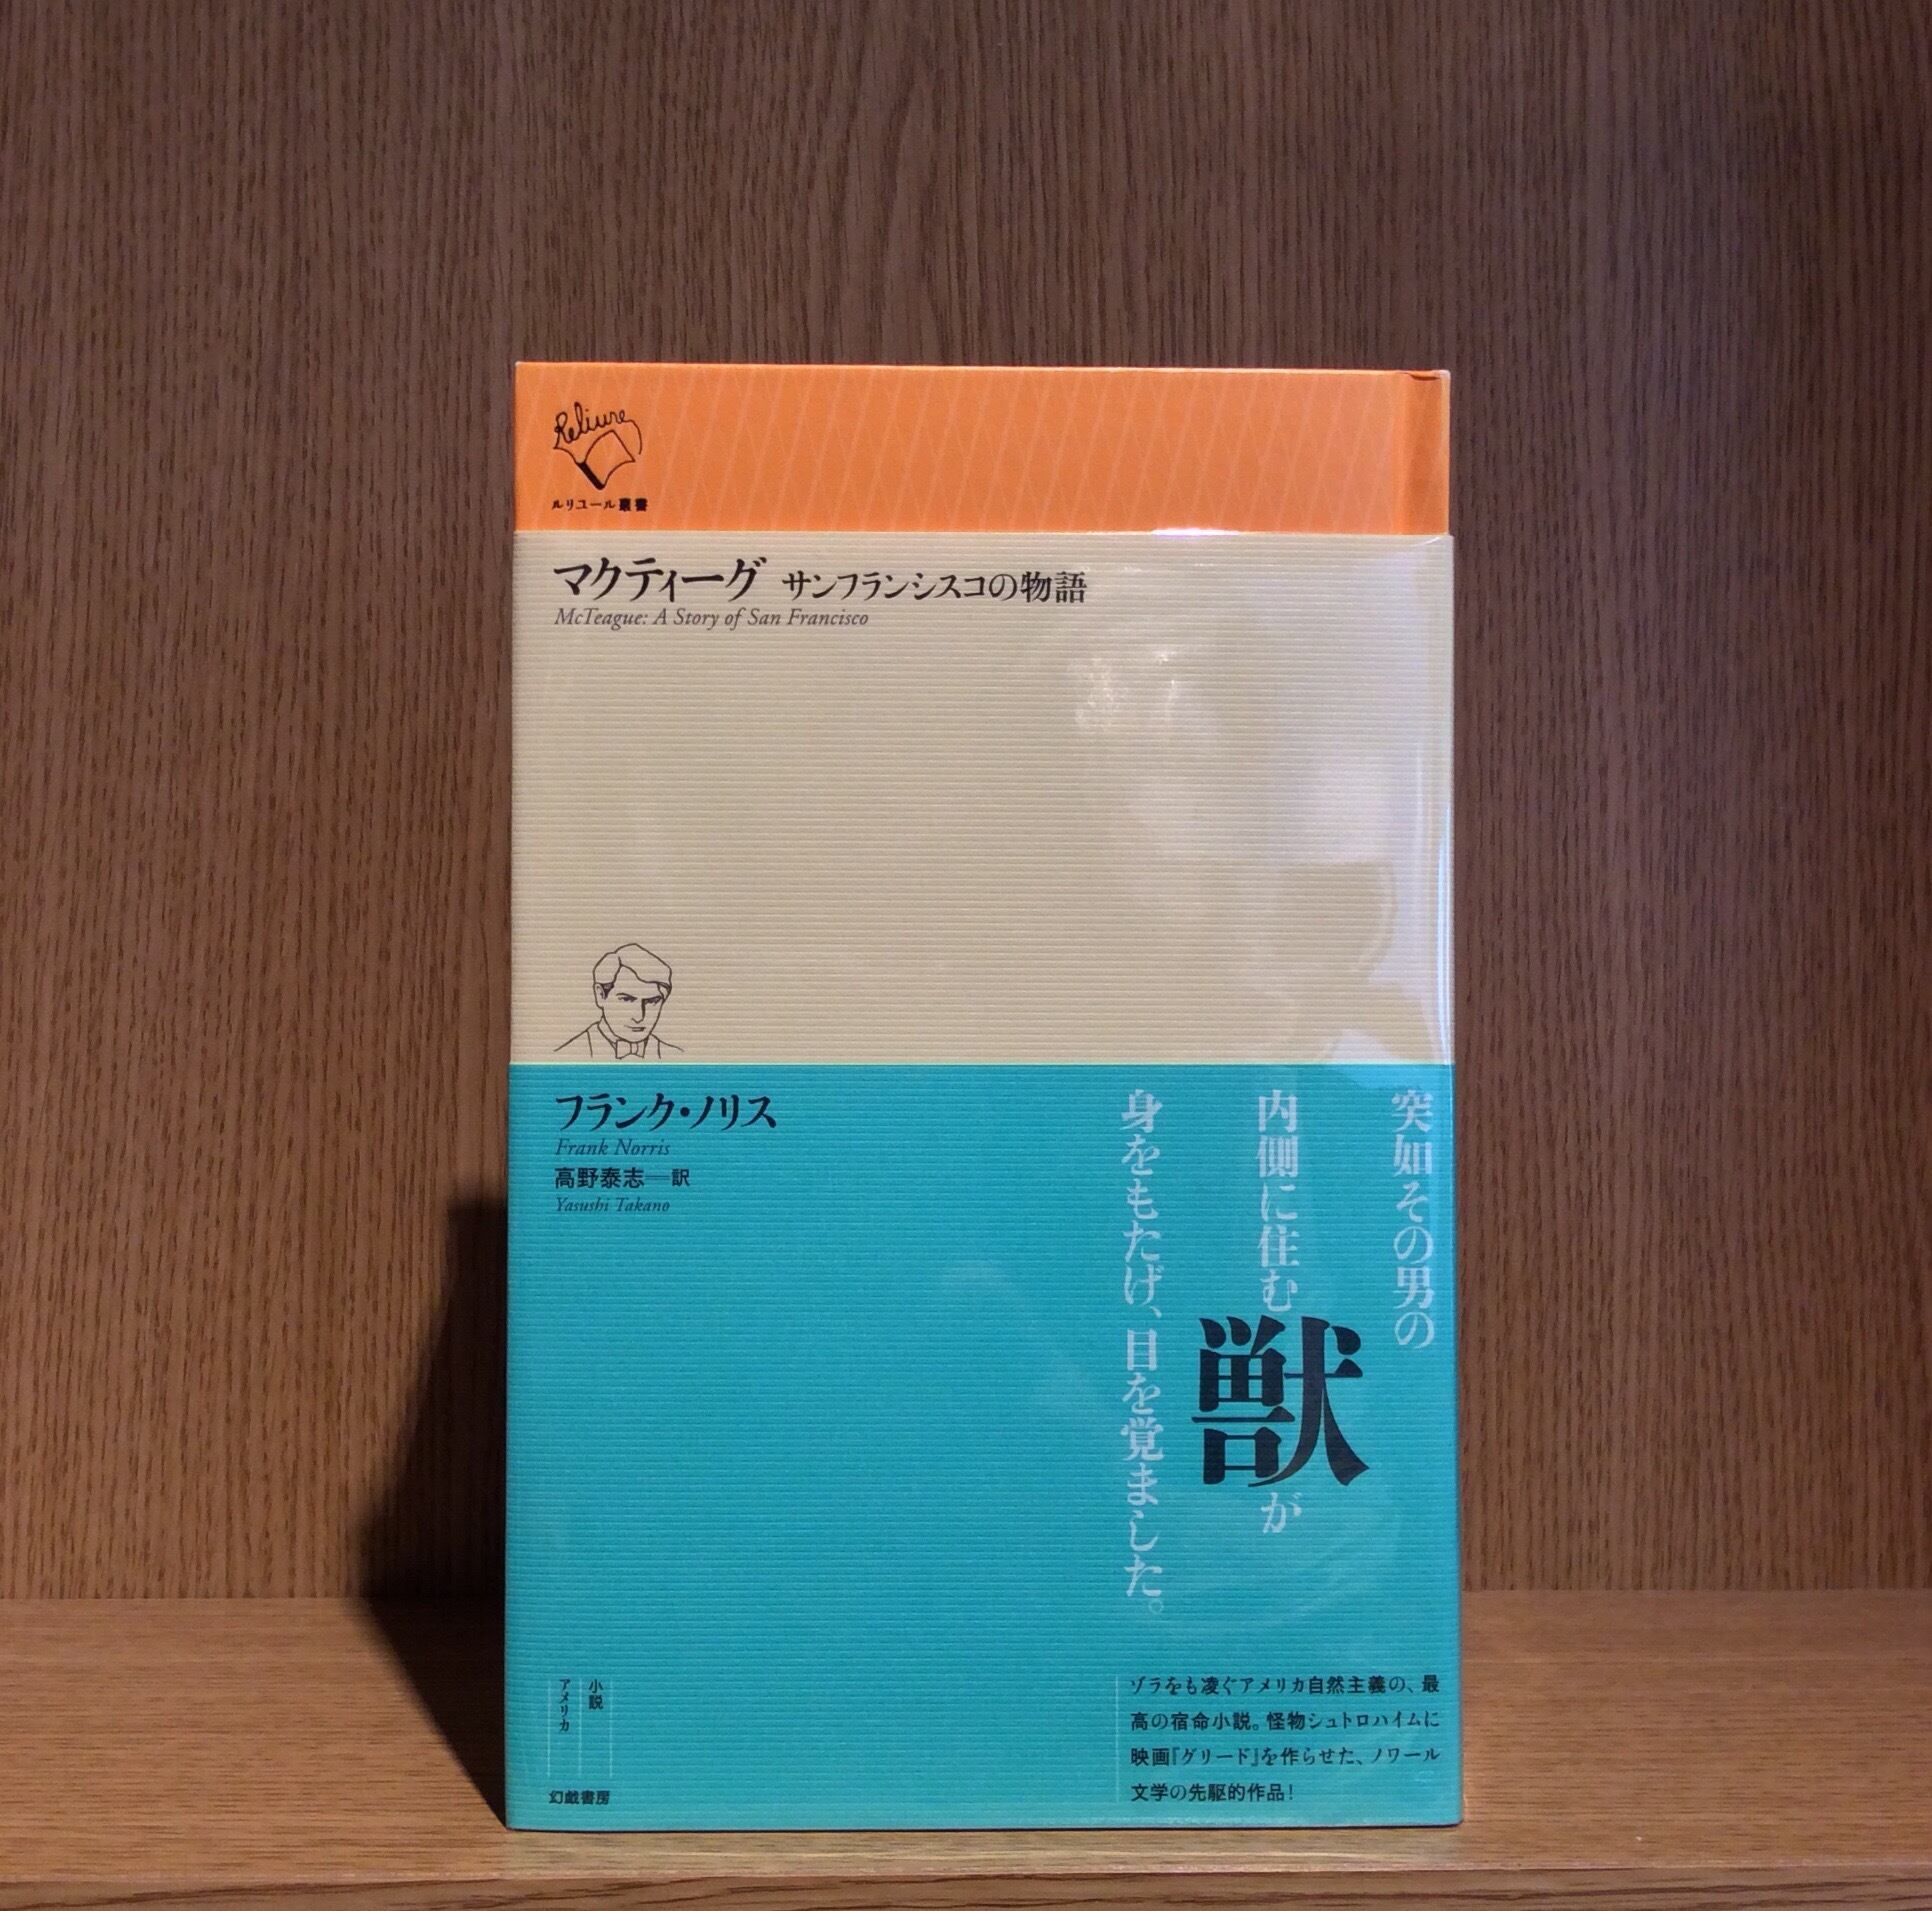 Reliure
ルリユール叢書
マクティーグ サンフランシスコの物語
McTeague: A Story of San Francisco
フランク・ノリス
Frank Norris
高野泰志─訳
Yasushi Takano
突如その男の
内側に住む獣が
身をもたげ、目を覚ました。
小説
アメリカ
幻戯書房
ゾラをも凌ぐアメリカ自然主義の、最
高の宿命小説。怪物シュトロハイムに
映画『グリード』を作らせた、ノワール
文学の先駆的作品!